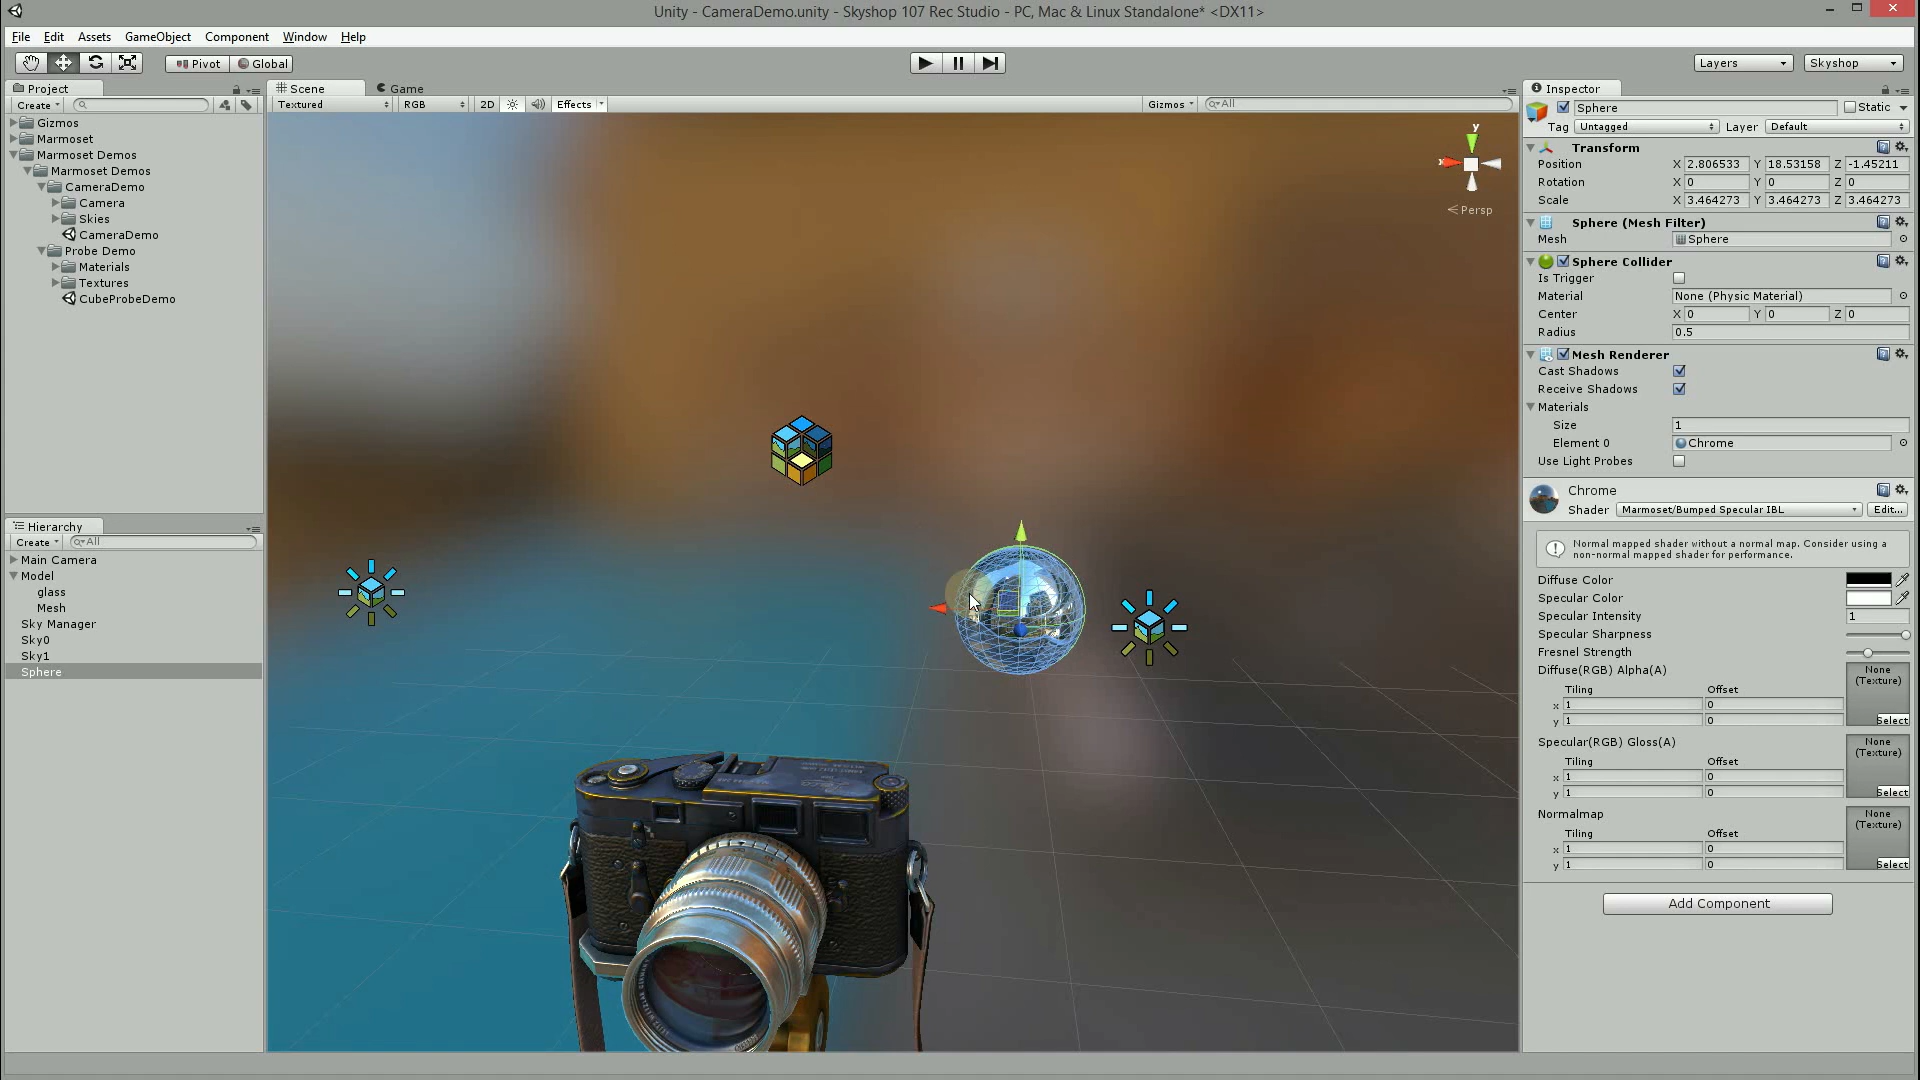 Unity - CameraDemo.unity - Skyshop 107 Rec Studio - PC, Mac & Linux Standalone* <DX11>
File Edit Assets GameObject Component Window Help
Pivot Global
Layers Skyshop
Project
Create
Gizmos
Marmoset
Marmoset Demos
Marmoset Demos
CameraDemo
Camera
Skies
CameraDemo
Probe Demo
Materials
Textures
CubeProbeDemo
Hierarchy
Create All
Main Camera
Model
glass
Mesh
Sky Manager
Sky0
Sky1
Sphere
Scene Game
Textured RGB 2D Effects Gizmos All
y
x
Persp
Inspector
Sphere Static
Tag Untagged Layer Default
Transform
Position X 2.806533 Y 18.53158 Z -1.45211
Rotation X 0 Y 0 Z 0
Scale X 3.464273 Y 3.464273 Z 3.464273
Sphere (Mesh Filter)
Mesh Sphere
Sphere Collider
Is Trigger
Material None (Physic Material)
Center X 0 Y 0 Z 0
Radius 0.5
Mesh Renderer
Cast Shadows
Receive Shadows
Materials
Size 1
Element 0 Chrome
Use Light Probes
Chrome
Shader Marmoset/Bumped Specular IBL Edit...
Normal mapped shader without a normal map. Consider using a
non-normal mapped shader for performance.
Diffuse Color
Specular Color
Specular Intensity 1
Specular Sharpness
Fresnel Strength
Diffuse(RGB) Alpha(A) None
(Texture)
Tiling Offset
x 1 0
y 1 0 Select
Specular(RGB) Gloss(A) None
(Texture)
Tiling Offset
x 1 0
y 1 0 Select
Normalmap None
(Texture)
Tiling Offset
x 1 0
y 1 0 Select
Add Component